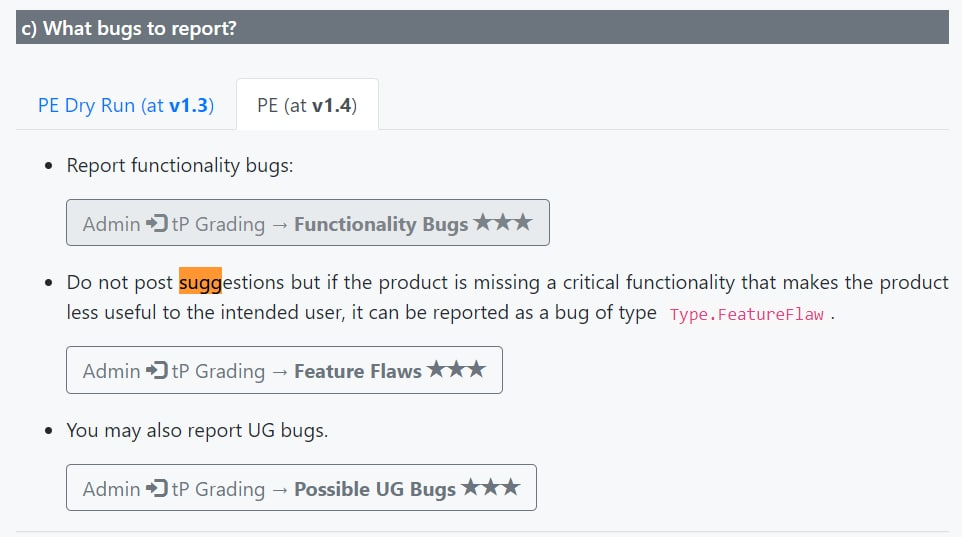 c) What bugs to report?
PE Dry Run (at v1.3)
PE (at v1.4)
• Report functionality bugs:
Admin tP Grading → Functionality Bugs ★★★
• Do not post suggestions but if the product is missing a critical functionality that makes the product
less useful to the intended user, it can be reported as a bug of type Type.FeatureFlaw .
Admin tP Grading → Feature Flaws ★★★
• You may also report UG bugs.
Admin tP Grading → Possible UG Bugs ★★★